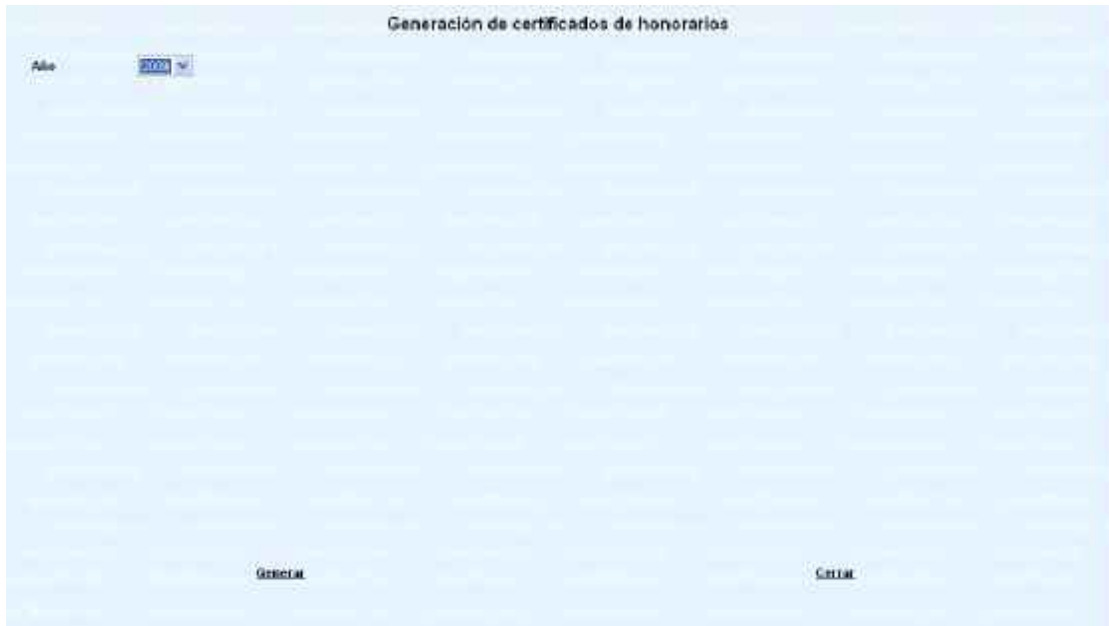 Generación de certificados de honorarios
Año
Generar
Cerrar